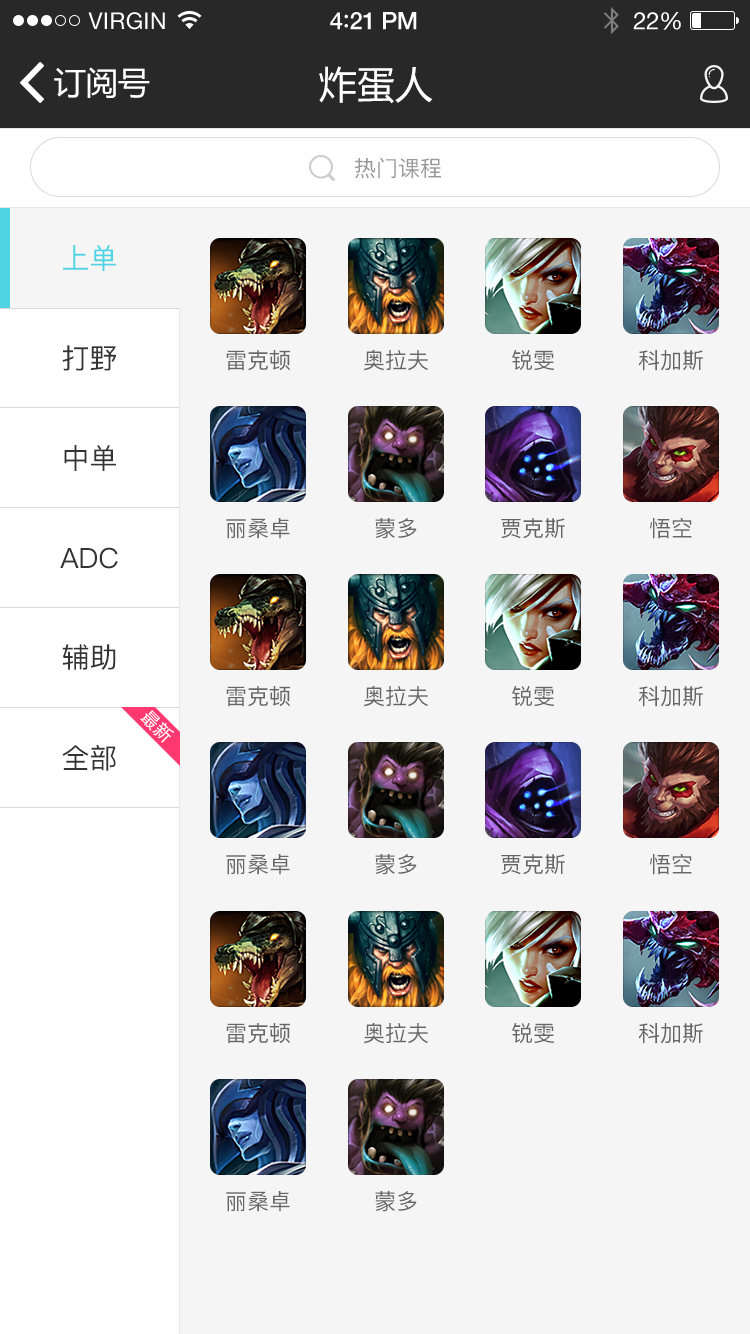 VIRGIN 4:21 PM 22%
订阅号 炸蛋人
热门课程
上单
打野
中单
ADC
辅助
最新
全部
雷克顿 奥拉夫 锐雯 科加斯
丽桑卓 蒙多 贾克斯 悟空
雷克顿 奥拉夫 锐雯 科加斯
丽桑卓 蒙多 贾克斯 悟空
雷克顿 奥拉夫 锐雯 科加斯
丽桑卓 蒙多